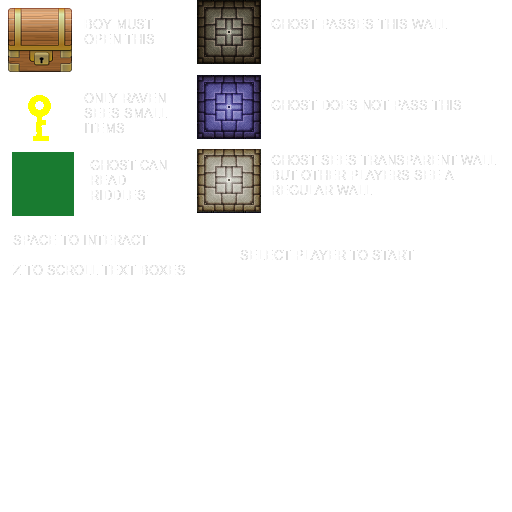 BOY MUST
OPEN THIS
ONLY RAVEN
SEES SMALL
ITEMS
GHOST CAN
READ
RIDDLES
SPACE TO INTERACT
Z TO SCROLL TEXT BOXES
GHOST PASSES THIS WALL
GHOST DOES NOT PASS THIS
GHOST SEES TRANSPARENT WALL
BUT OTHER PLAYERS SEE A
REGULAR WALL
SELECT PLAYER TO START